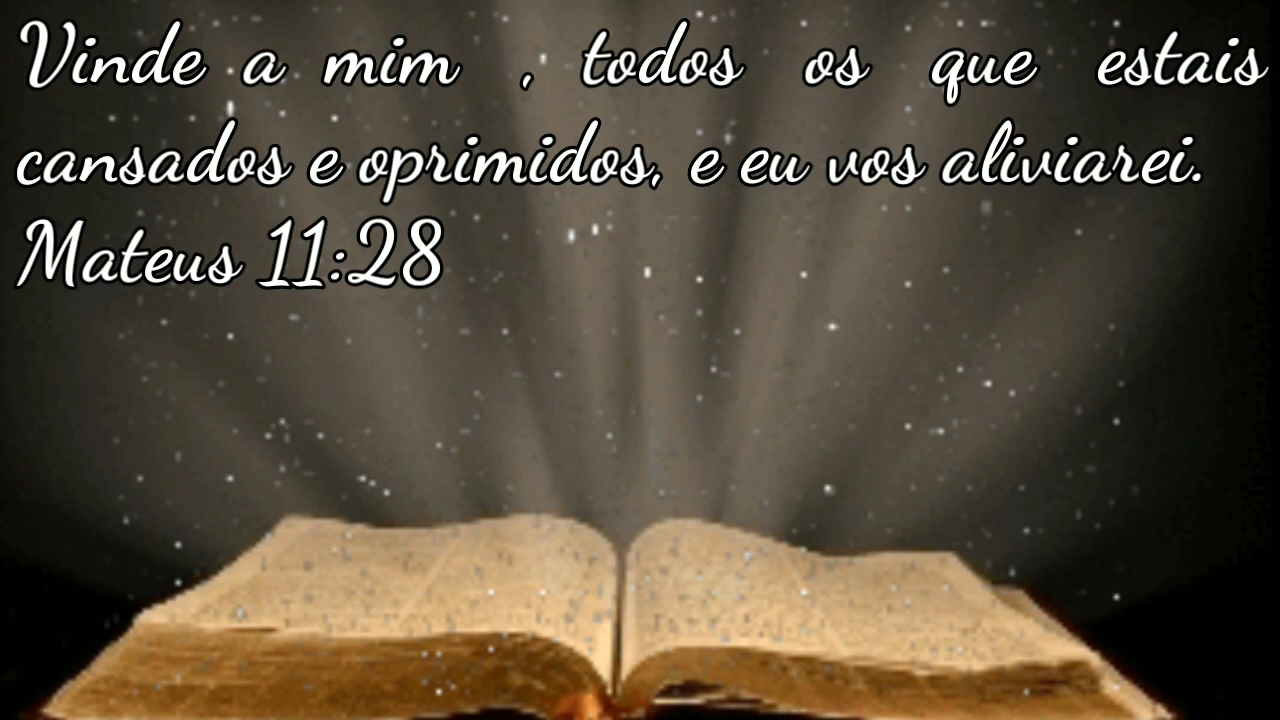 Vinde a mim , todos os que estais
cansados e oprimidos, e eu vos aliviarei.
Mateus 11:28